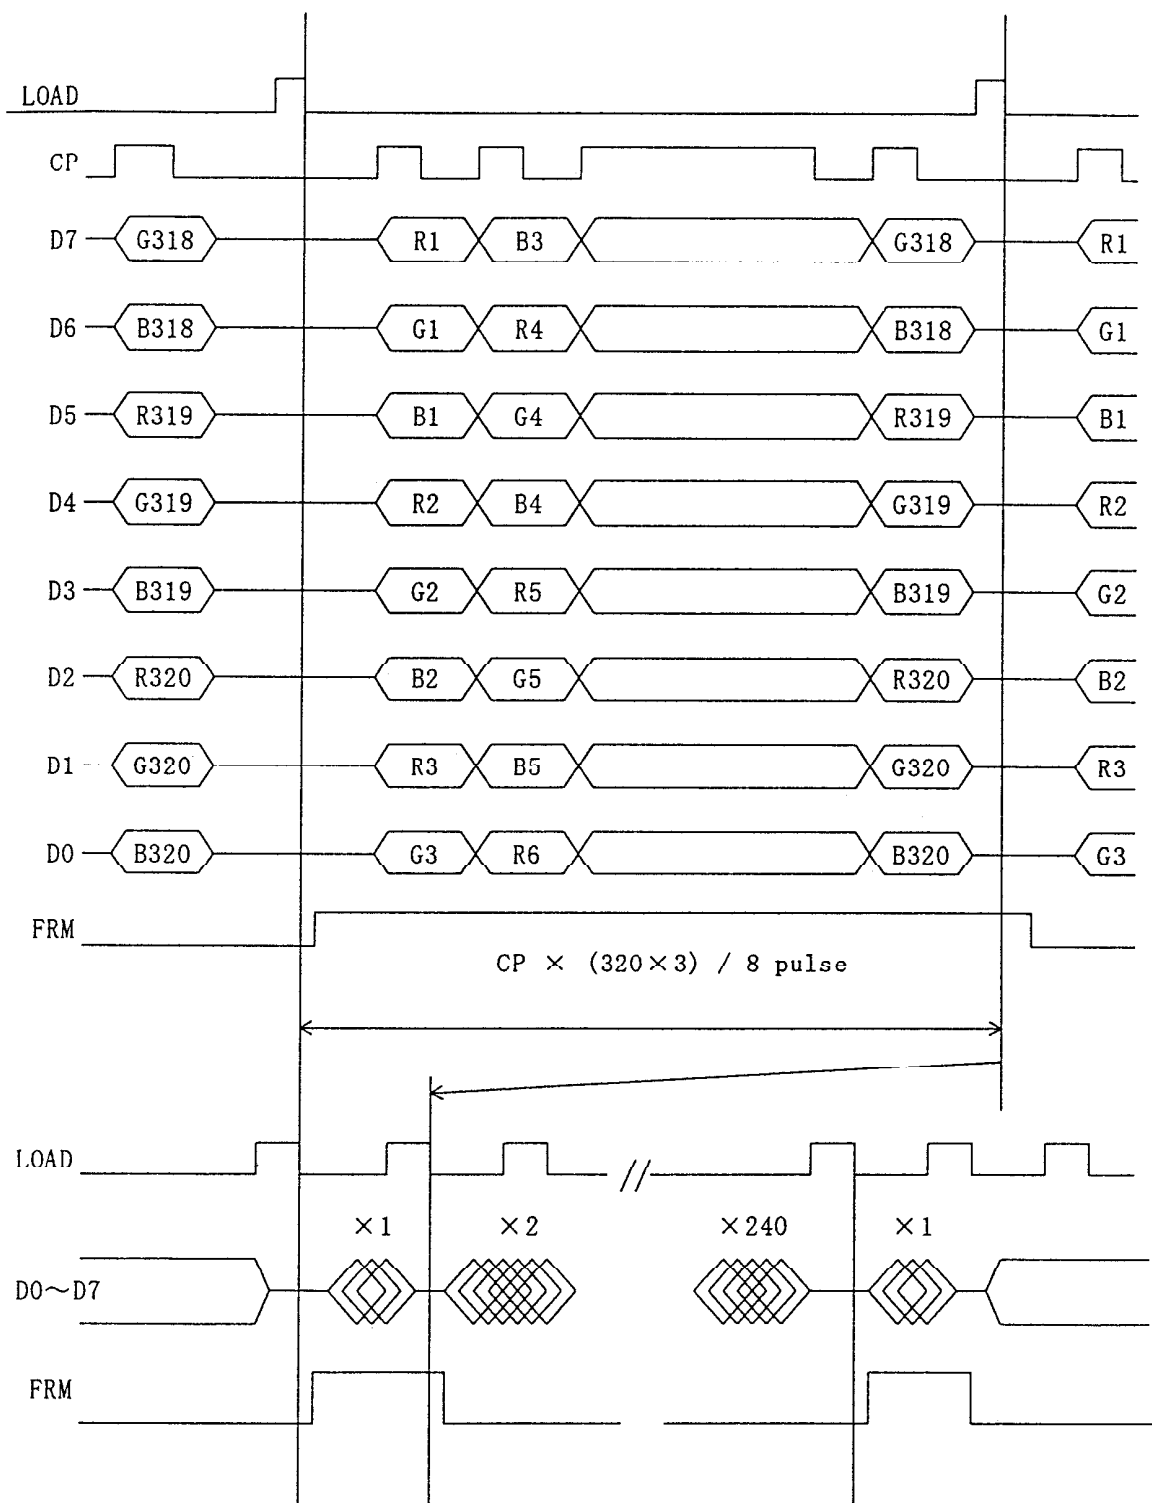 LOAD
CP
D7 G318 R1 B3 G318 R1
D6 B318 G1 R4 B318 G1
D5 R319 B1 G4 R319 B1
D4 G319 R2 B4 G319 R2
D3 B319 G2 R5 B319 G2
D2 R320 B2 G5 R320 B2
D1 G320 R3 B5 G320 R3
D0 B320 G3 R6 B320 G3
FRM
CP × (320×3) / 8 pulse
LOAD //
×1 ×2 ×240 ×1
D0～D7
FRM